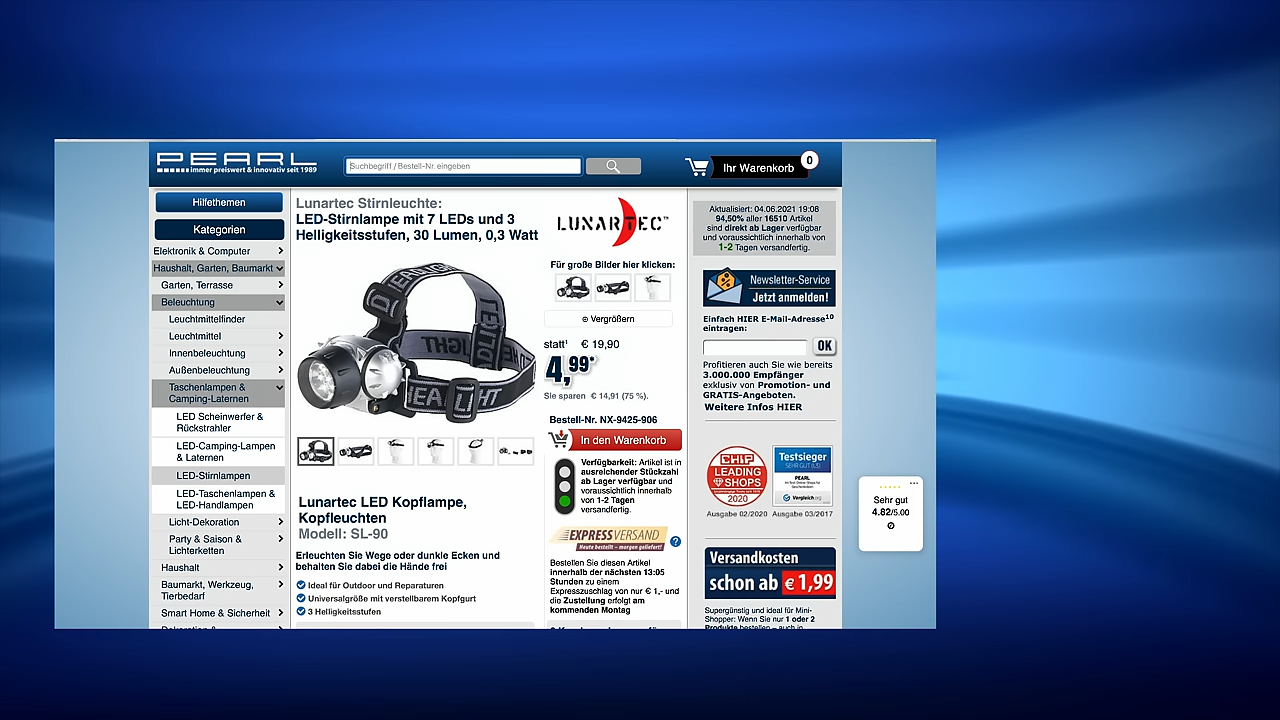 PEARL
immer preiswert & innovativ seit 1989
Suchbegriff / Bestell-Nr. eingeben
Ihr Warenkorb
0
Hilfethemen
Kategorien
Elektronik & Computer
Haushalt, Garten, Baumarkt
Garten, Terrasse
Beleuchtung
Leuchtmittelfinder
Leuchtmittel
Innenbeleuchtung
Außenbeleuchtung
Taschenlampen &
Camping-Laternen
LED Scheinwerfer &
Rückstrahler
LED-Camping-Lampen
& Laternen
LED-Stirnlampen
LED-Taschenlampen &
LED-Handlampen
Licht-Dekoration
Party & Saison &
Lichterketten
Haushalt
Baumarkt, Werkzeug,
Tierbedarf
Smart Home & Sicherheit
Lunartec Stirnleuchte:
LED-Stirnlampe mit 7 LEDs und 3
Helligkeitsstufen, 30 Lumen, 0,3 Watt
Lunartec LED Kopflampe,
Kopfleuchten
Modell: SL-90
Erleuchten Sie Wege oder dunkle Ecken und
behalten Sie dabei die Hände frei
Ideal für Outdoor und Reparaturen
Universalgröße mit verstellbarem Kopfgurt
3 Helligkeitsstufen
LUNARTEC™
Für große Bilder hier klicken:
Vergrößern
statt¹ € 19,90
4,99*
Sie sparen € 14,91 (75 %).
Bestell-Nr. NX-9425-906
In den Warenkorb
Verfügbarkeit: Artikel ist in
ausreichender Stückzahl
ab Lager verfügbar und
voraussichtlich innerhalb
von 1-2 Tagen
versandfertig.
EXPRESSVERSAND
Heute bestellt – morgen geliefert!
?
Bestellen Sie diesen Artikel
innerhalb der nächsten 13:05
Stunden zu einem
Expresszuschlag von nur € 1,- und
die Zustellung erfolgt am
kommenden Montag
Aktualisiert: 04.06.2021 19:08
94,50% aller 16510 Artikel
sind direkt ab Lager verfügbar
und voraussichtlich innerhalb von
1-2 Tagen versandfertig.
%
Newsletter-Service
Jetzt anmelden!
Einfach HIER E-Mail-Adresse¹⁰
eintragen:
OK
Profitieren auch Sie wie bereits
3.000.000 Empfänger
exklusiv von Promotion- und
GRATIS-Angeboten.
Weitere Infos HIER
CHIP
LEADING
SHOPS
2020
Testsieger
SEHR GUT (1,5)
PEARL
Vergleich.org
Ausgabe 02/2020 Ausgabe 03/2017
Versandkosten
schon ab € 1,99
Supergünstig und ideal für Mini-
Shopper: Wenn Sie nur 1 oder 2
Produkte bestellen – auch in
Sehr gut
4.82/5.00